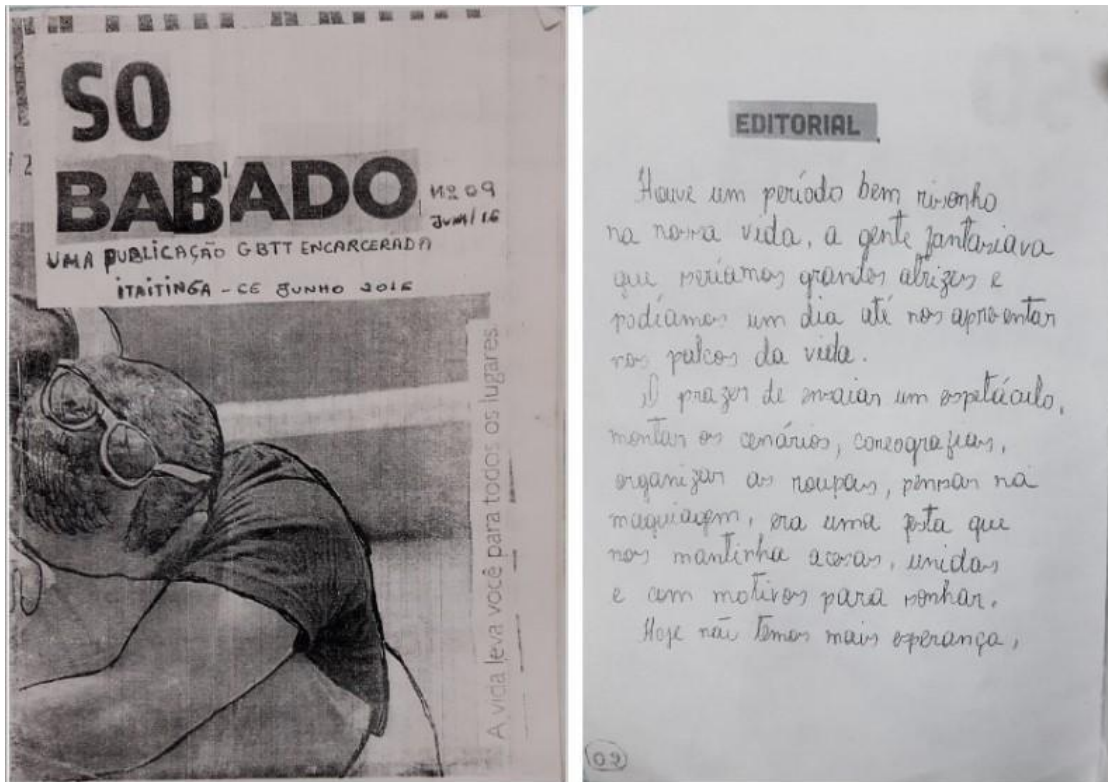 SO
BABADO
Nº 09
JUN/16
UMA PUBLICAÇÃO GBTT ENCARCERADA
ITAITINGA - CE JUNHO 2016
A vida leva você para todos os lugares.
EDITORIAL
Houve um período bem risonho
na nossa vida, a gente fantasiava
que seríamos grandes atrizes e
podíamos um dia até nos apresentar
nos palcos da vida.
O prazer de ensaiar um espetáculo,
montar os cenários, coreografias,
organizar as roupas, pensar na
maquiagem, era uma festa que
nos mantinha acesas, unidas
e com motivos para sonhar.
Hoje não temos mais esperança,
02